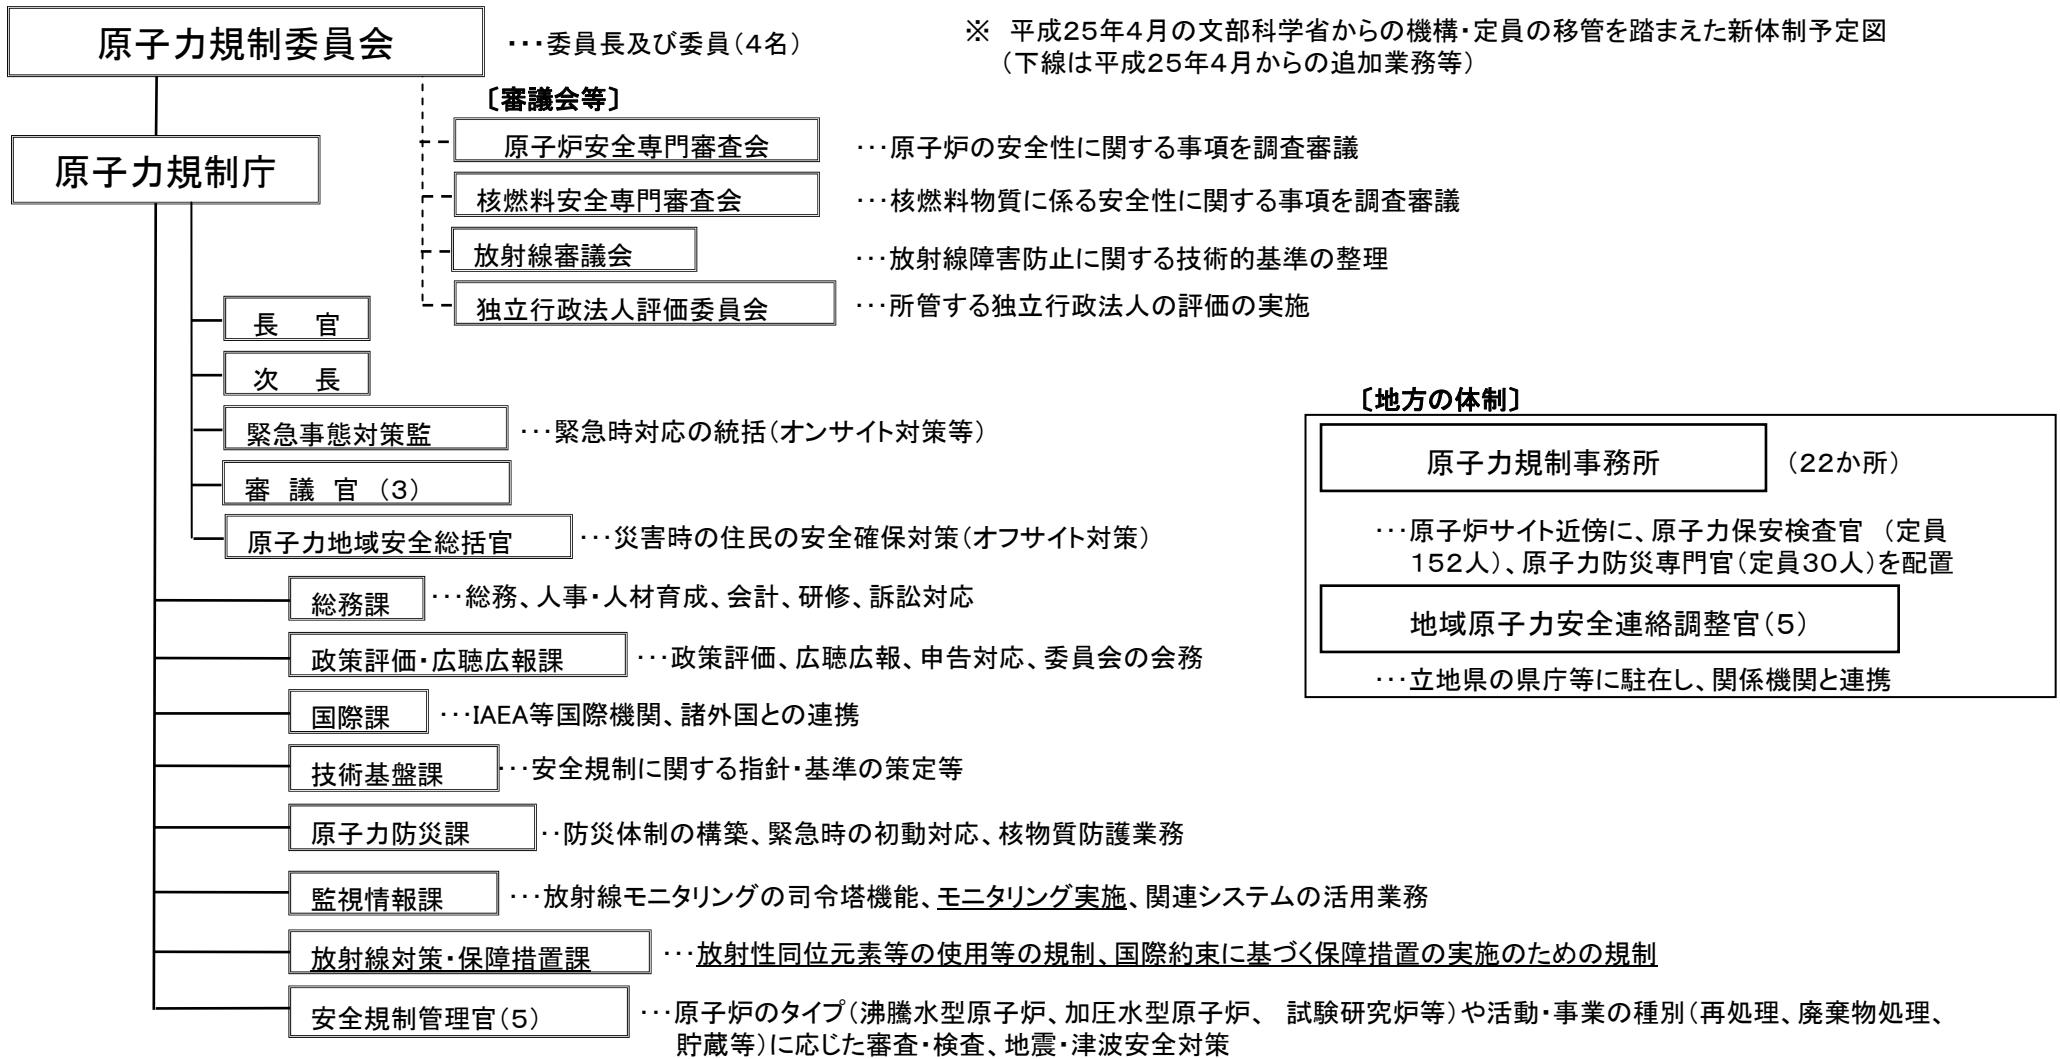 原子力規制委員会 ・・・委員長及び委員(4名)
※ 平成25年4月の文部科学省からの機構・定員の移管を踏まえた新体制予定図
(下線は平成25年4月からの追加業務等)
〔審議会等〕
原子炉安全専門審査会 ・・・原子炉の安全性に関する事項を調査審議
原子力規制庁
核燃料安全専門審査会 ・・・核燃料物質に係る安全性に関する事項を調査審議
放射線審議会 ・・・放射線障害防止に関する技術的基準の整理
独立行政法人評価委員会 ・・・所管する独立行政法人の評価の実施
長 官
次 長
緊急事態対策監 ・・・緊急時対応の統括(オンサイト対策等)
審 議 官 (3)
原子力地域安全総括官 ・・・災害時の住民の安全確保対策(オフサイト対策)
総務課 ・・・総務、人事・人材育成、会計、研修、訴訟対応
政策評価・広聴広報課 ・・・政策評価、広聴広報、申告対応、委員会の会務
国際課 ・・・IAEA等国際機関、諸外国との連携
技術基盤課 ・・・安全規制に関する指針・基準の策定等
原子力防災課 ・・防災体制の構築、緊急時の初動対応、核物質防護業務
監視情報課 ・・・放射線モニタリングの司令塔機能、モニタリング実施、関連システムの活用業務
放射線対策・保障措置課 ・・・放射性同位元素等の使用等の規制、国際約束に基づく保障措置の実施のための規制
安全規制管理官(5) ・・・原子炉のタイプ(沸騰水型原子炉、加圧水型原子炉、 試験研究炉等)や活動・事業の種別(再処理、廃棄物処理、
貯蔵等)に応じた審査・検査、地震・津波安全対策
〔地方の体制〕
原子力規制事務所 (22か所)
・・・原子炉サイト近傍に、原子力保安検査官 (定員
152人)、原子力防災専門官(定員30人)を配置
地域原子力安全連絡調整官(5)
・・・立地県の県庁等に駐在し、関係機関と連携